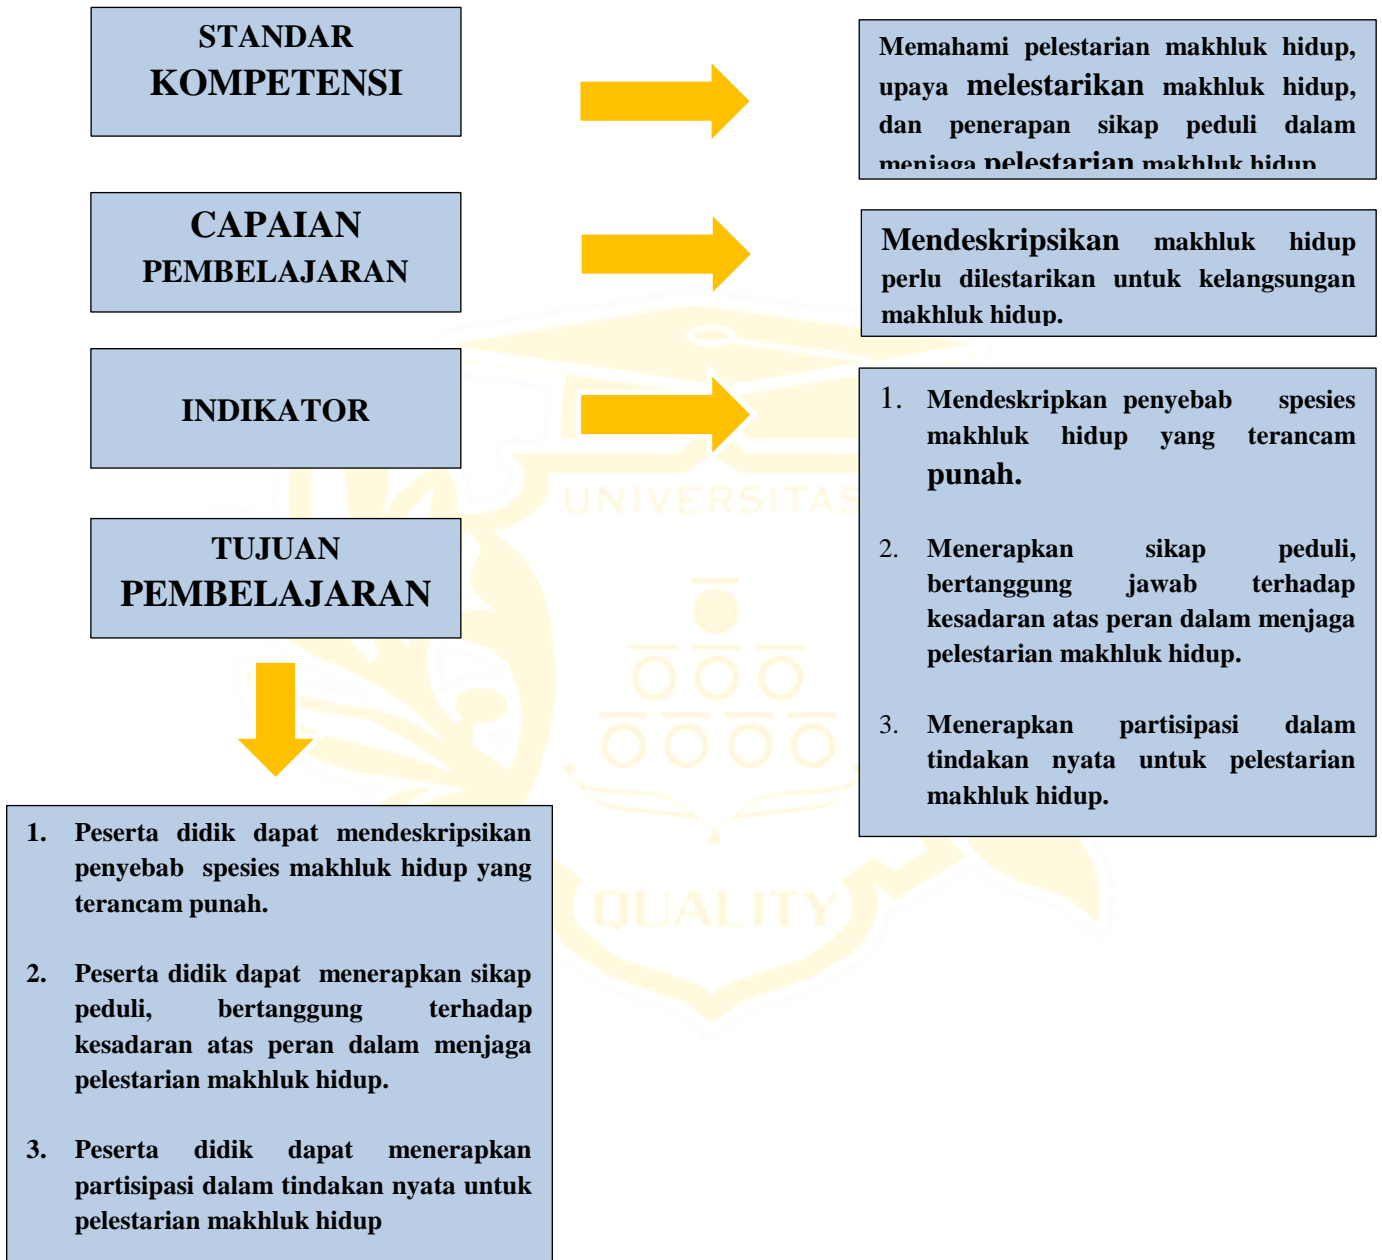 STANDAR
KOMPETENSI
Memahami pelestarian makhluk hidup,
upaya melestarikan makhluk hidup,
dan penerapan sikap peduli dalam
menjaga pelestarian makhluk hidup
CAPAIAN
PEMBELAJARAN
Mendeskripsikan makhluk hidup
perlu dilestarikan untuk kelangsungan
makhluk hidup.
INDIKATOR
1. Mendeskripkan penyebab spesies
makhluk hidup yang terancam
punah.
2. Menerapkan sikap peduli,
bertanggung jawab terhadap
kesadaran atas peran dalam menjaga
pelestarian makhluk hidup.
3. Menerapkan partisipasi dalam
tindakan nyata untuk pelestarian
makhluk hidup.
TUJUAN
PEMBELAJARAN
1. Peserta didik dapat mendeskripsikan
penyebab spesies makhluk hidup yang
terancam punah.
2. Peserta didik dapat menerapkan sikap
peduli, bertanggung terhadap
kesadaran atas peran dalam menjaga
pelestarian makhluk hidup.
3. Peserta didik dapat menerapkan
partisipasi dalam tindakan nyata untuk
pelestarian makhluk hidup
UNIVERSITAS
QUALITY